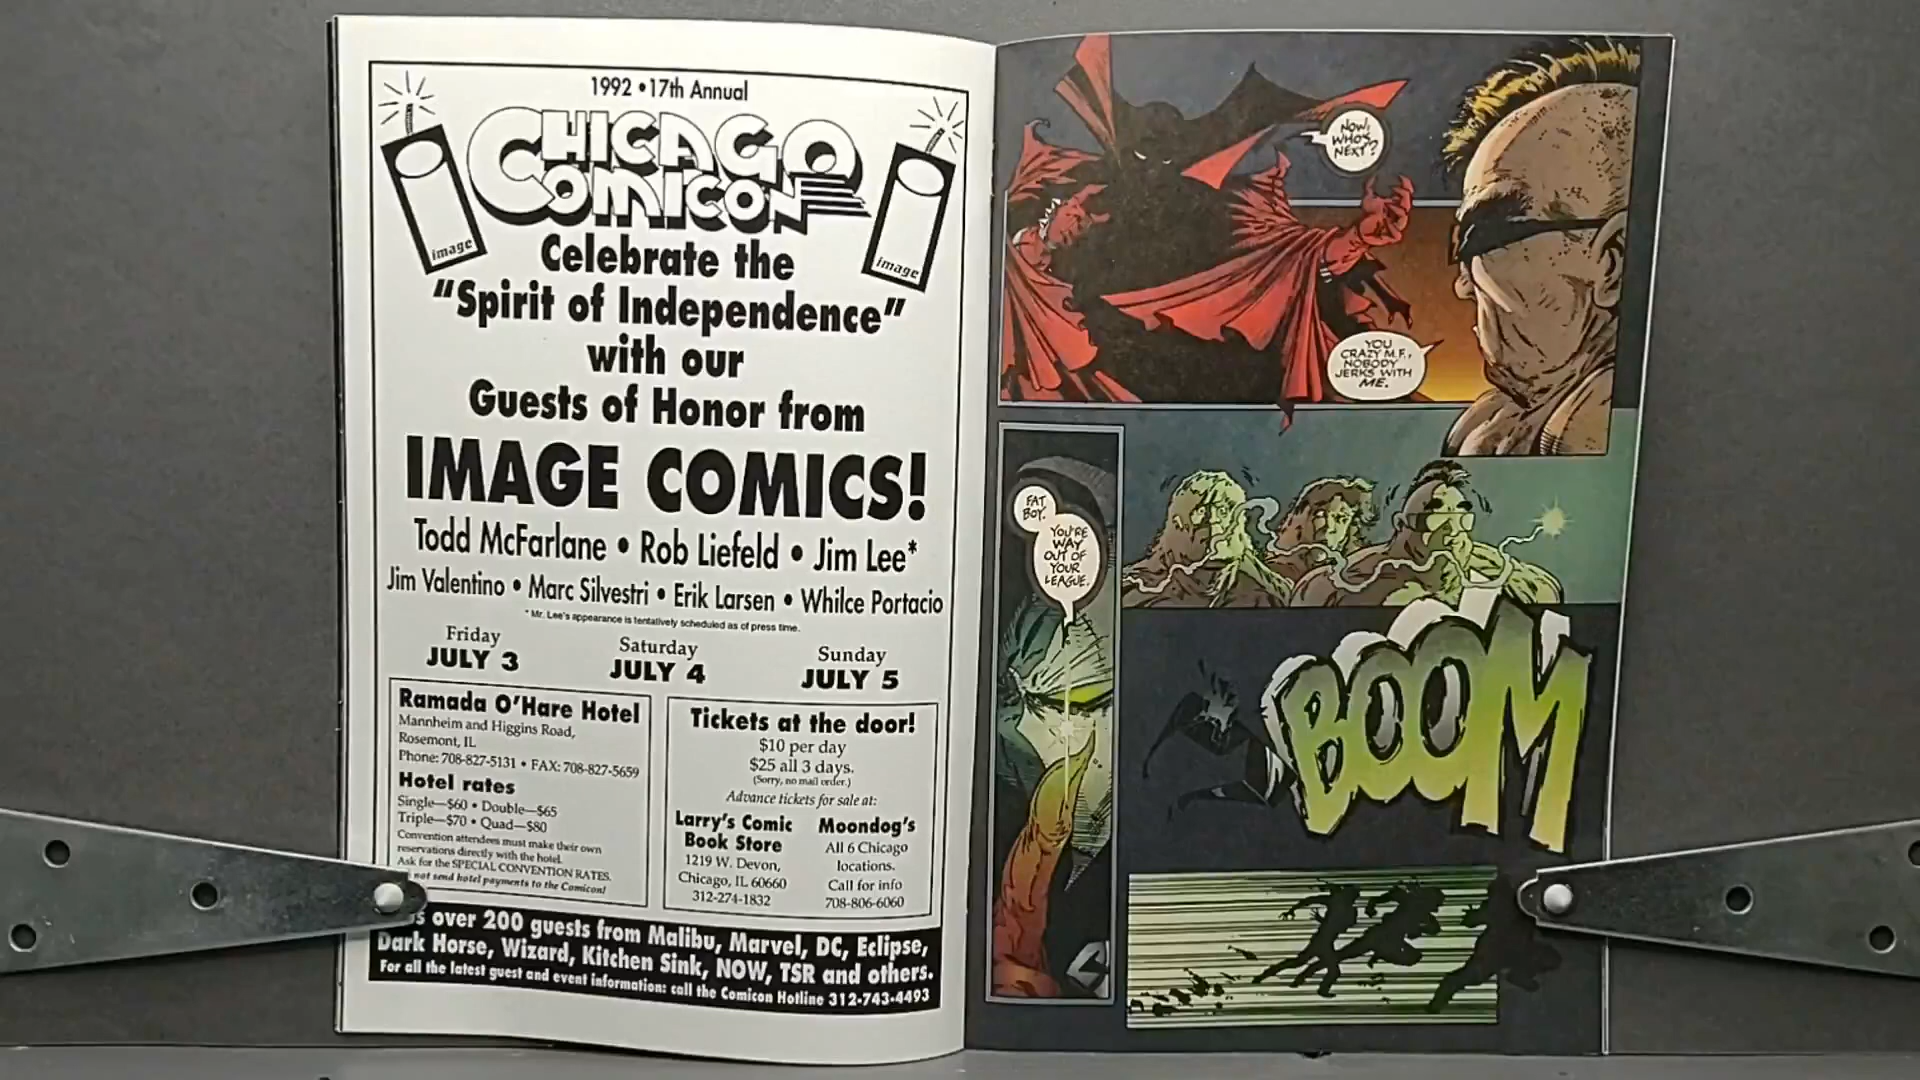 1992 • 17th Annual
CHICAGO
COMICON
image
image
Celebrate the
"Spirit of Independence"
with our
Guests of Honor from
IMAGE COMICS!
Todd McFarlane • Rob Liefeld • Jim Lee*
Jim Valentino • Marc Silvestri • Erik Larsen • Whilce Portacio
* Mr. Lee's appearance is tentatively scheduled as of press time.
Friday
JULY 3
Saturday
JULY 4
Sunday
JULY 5
Ramada O'Hare Hotel
Mannheim and Higgins Road,
Rosemont, IL
Phone: 708-827-5131 • FAX: 708-827-5659
Hotel rates
Single—$60 • Double—$65
Triple—$70 • Quad—$80
Convention attendees must make their own
reservations directly with the hotel.
Ask for the SPECIAL CONVENTION RATES.
not send hotel payments to the Comicon!
Tickets at the door!
$10 per day
$25 all 3 days.
(Sorry, no mail order.)
Advance tickets for sale at:
Larry's Comic
Book Store
1219 W. Devon,
Chicago, IL 60660
312-274-1832
Moondog's
All 6 Chicago
locations.
Call for info
708-806-6060
over 200 guests from Malibu, Marvel, DC, Eclipse,
Dark Horse, Wizard, Kitchen Sink, NOW, TSR and others.
For all the latest guest and event information: call the Comicon Hotline 312-743-4493
NOW,
WHO'S
NEXT?
YOU
CRAZY M.F.,
NOBODY
JERKS WITH
ME.
FAT
BOY.
YOU'RE
WAY
OUT OF
YOUR
LEAGUE.
BOOM